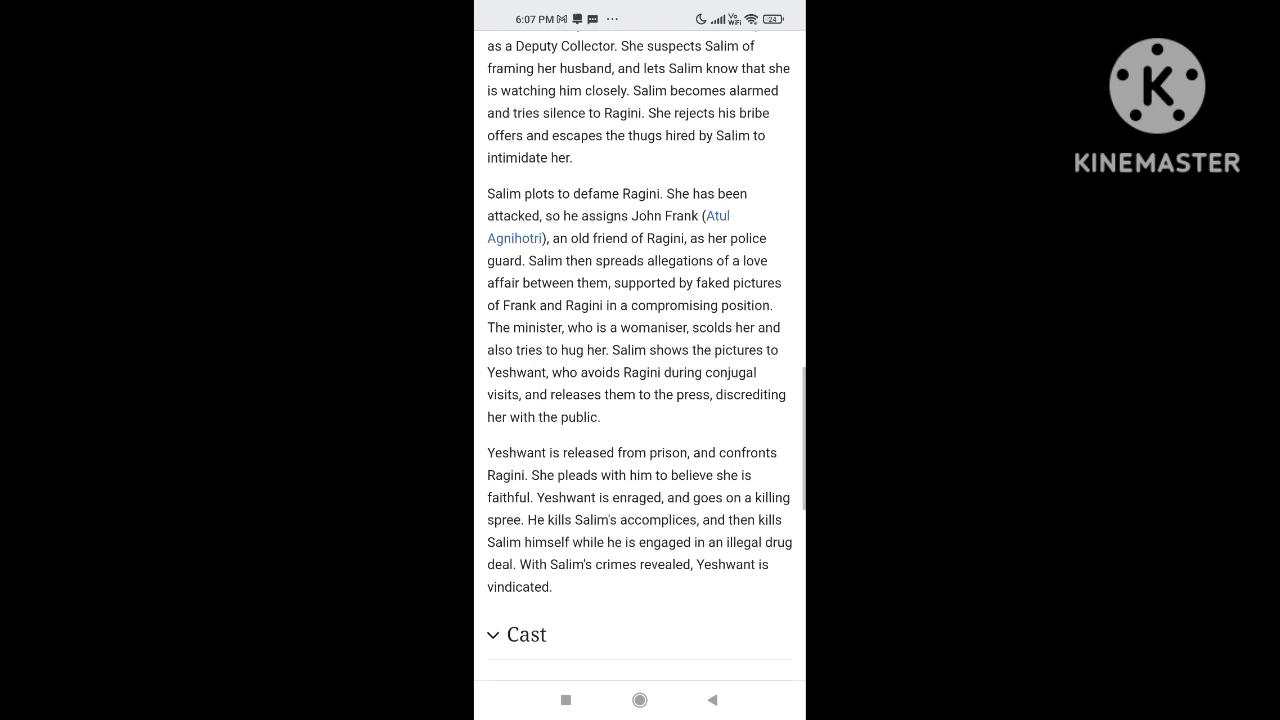 6:07 PM
Vo
WiFi
24
as a Deputy Collector. She suspects Salim of
framing her husband, and lets Salim know that she
is watching him closely. Salim becomes alarmed
and tries silence to Ragini. She rejects his bribe
offers and escapes the thugs hired by Salim to
intimidate her.
Salim plots to defame Ragini. She has been
attacked, so he assigns John Frank (Atul
Agnihotri), an old friend of Ragini, as her police
guard. Salim then spreads allegations of a love
affair between them, supported by faked pictures
of Frank and Ragini in a compromising position.
The minister, who is a womaniser, scolds her and
also tries to hug her. Salim shows the pictures to
Yeshwant, who avoids Ragini during conjugal
visits, and releases them to the press, discrediting
her with the public.
Yeshwant is released from prison, and confronts
Ragini. She pleads with him to believe she is
faithful. Yeshwant is enraged, and goes on a killing
spree. He kills Salim's accomplices, and then kills
Salim himself while he is engaged in an illegal drug
deal. With Salim's crimes revealed, Yeshwant is
vindicated.
Cast
K
KINEMASTER